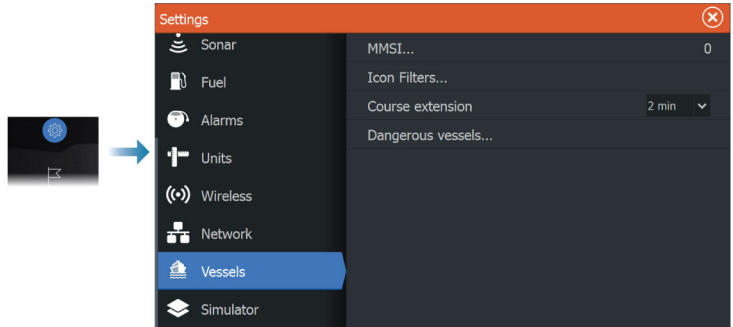 Settings
Sonar
Fuel
Alarms
Units
Wireless
Network
Vessels
Simulator
MMSI... 0
Icon Filters...
Course extension 2 min
Dangerous vessels...